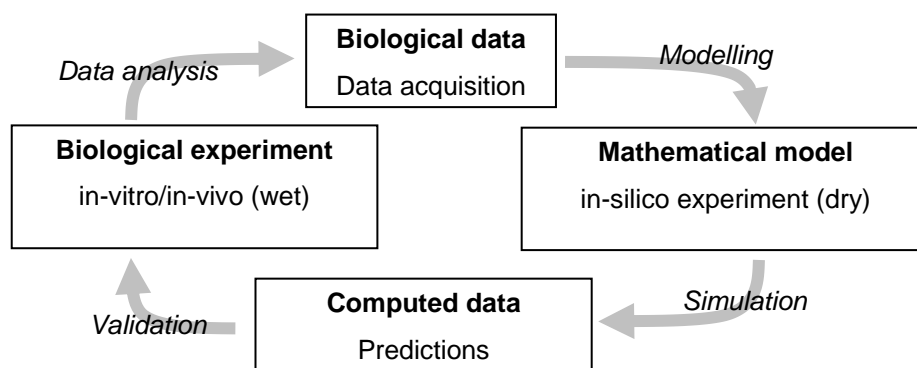 Biological data
Data acquisition
Data analysis
Modelling
Biological experiment
in-vitro/in-vivo (wet)
Mathematical model
in-silico experiment (dry)
Computed data
Predictions
Validation
Simulation